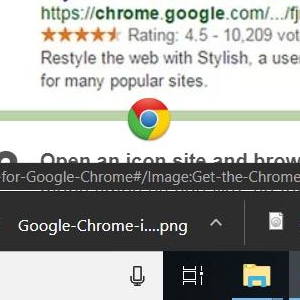 https://chrome.google.com/.../fj
Rating: 4.5 - 10,209 vot
Restyle the web with Stylish, a use
for many popular sites.
Open an icon site and brow
-for-Google-Chrome#/Image:Get-the-Chrome
Google-Chrome-i....png